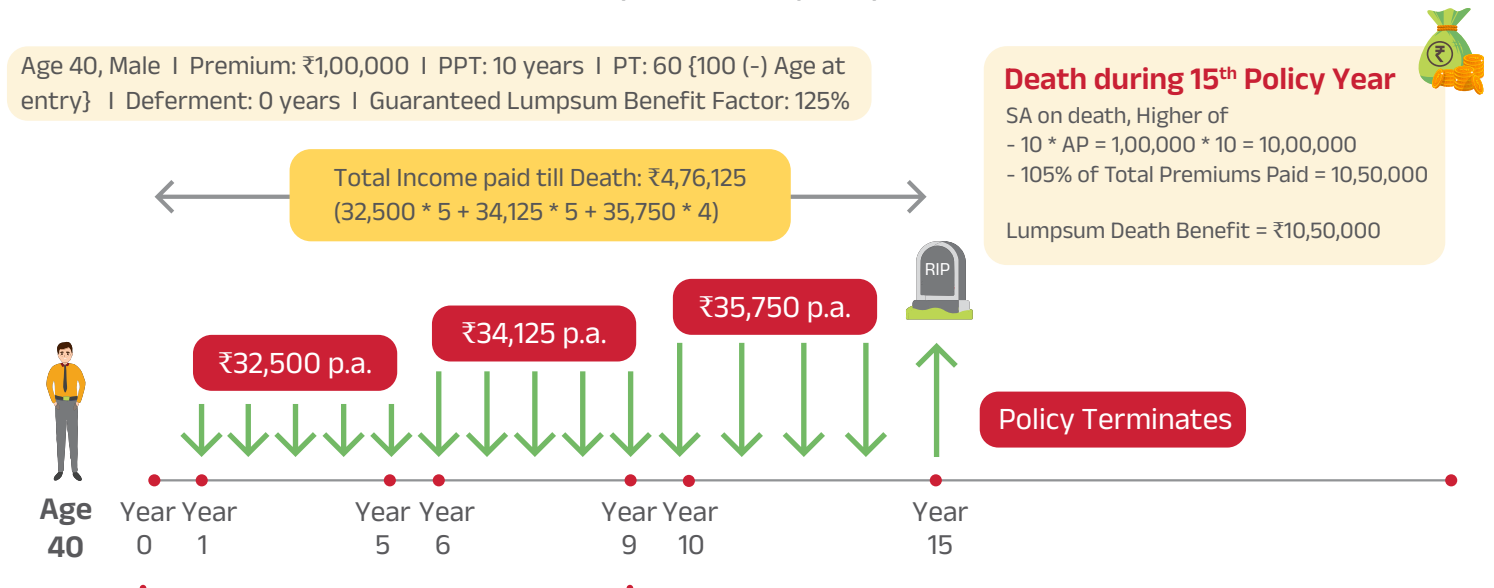 Age 40, Male I Premium: ₹1,00,000 I PPT: 10 years I PT: 60 {100 (-) Age at
entry} I Deferment: 0 years I Guaranteed Lumpsum Benefit Factor: 125%
₹
Death during 15th Policy Year
SA on death, Higher of
- 10 * AP = 1,00,000 * 10 = 10,00,000
- 105% of Total Premiums Paid = 10,50,000
Lumpsum Death Benefit = ₹10,50,000
Total Income paid till Death: ₹4,76,125
(32,500 * 5 + 34,125 * 5 + 35,750 * 4)
RIP
₹32,500 p.a.
₹34,125 p.a.
₹35,750 p.a.
Policy Terminates
Age
40
Year
0
Year
1
Year
5
Year
6
Year
9
Year
10
Year
15